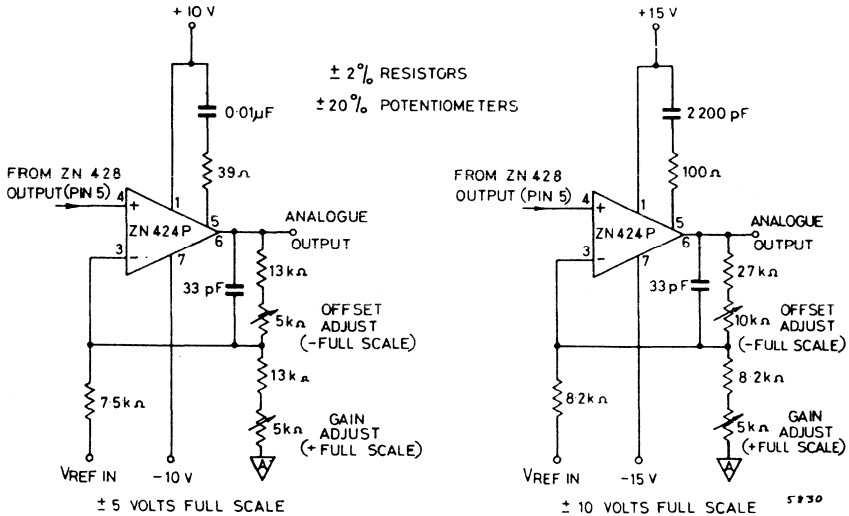 +10 V
0·01µF
39Ω
FROM ZN 428
OUTPUT (PIN 5)
4
+
1
5
ZN 424P
6
3
−
7
ANALOGUE
OUTPUT
33 pF
13kΩ
5kΩ
OFFSET
ADJUST
(−FULL SCALE)
13kΩ
7·5kΩ
5kΩ
GAIN
ADJUST
(+FULL SCALE)
A
VREF IN
−10 V
± 5 VOLTS FULL SCALE
± 2% RESISTORS
±20% POTENTIOMETERS
+15 V
2200 pF
100Ω
FROM ZN 428
OUTPUT (PIN 5)
4
+
1
5
ZN 424P
6
3
−
7
ANALOGUE
OUTPUT
33pF
27kΩ
10kΩ
OFFSET
ADJUST
(−FULL SCALE)
8·2kΩ
8·2kΩ
5kΩ
GAIN
ADJUST
(+FULL SCALE)
A
VREF IN
−15 V
± 10 VOLTS FULL SCALE
5830